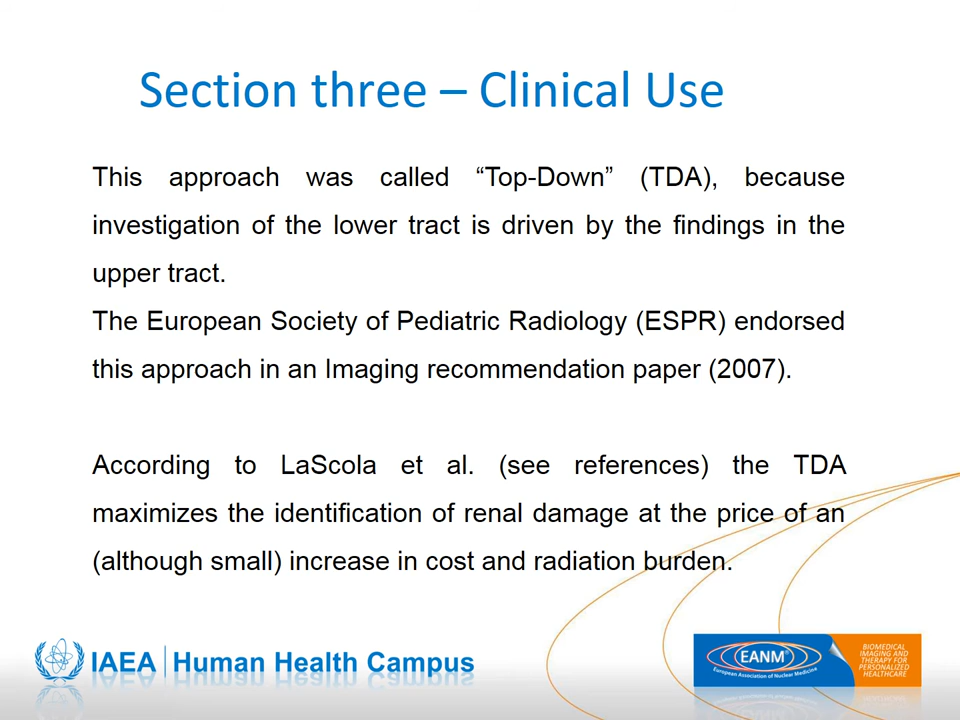 Section three – Clinical Use
This approach was called “Top-Down” (TDA), because
investigation of the lower tract is driven by the findings in the
upper tract.
The European Society of Pediatric Radiology (ESPR) endorsed
this approach in an Imaging recommendation paper (2007).
According to LaScola et al. (see references) the TDA
maximizes the identification of renal damage at the price of an
(although small) increase in cost and radiation burden.
IAEA | Human Health Campus
EANM®
European Association of Nuclear Medicine
BIOMEDICAL
IMAGING AND
THERAPY FOR
PERSONALIZED
HEALTHCARE